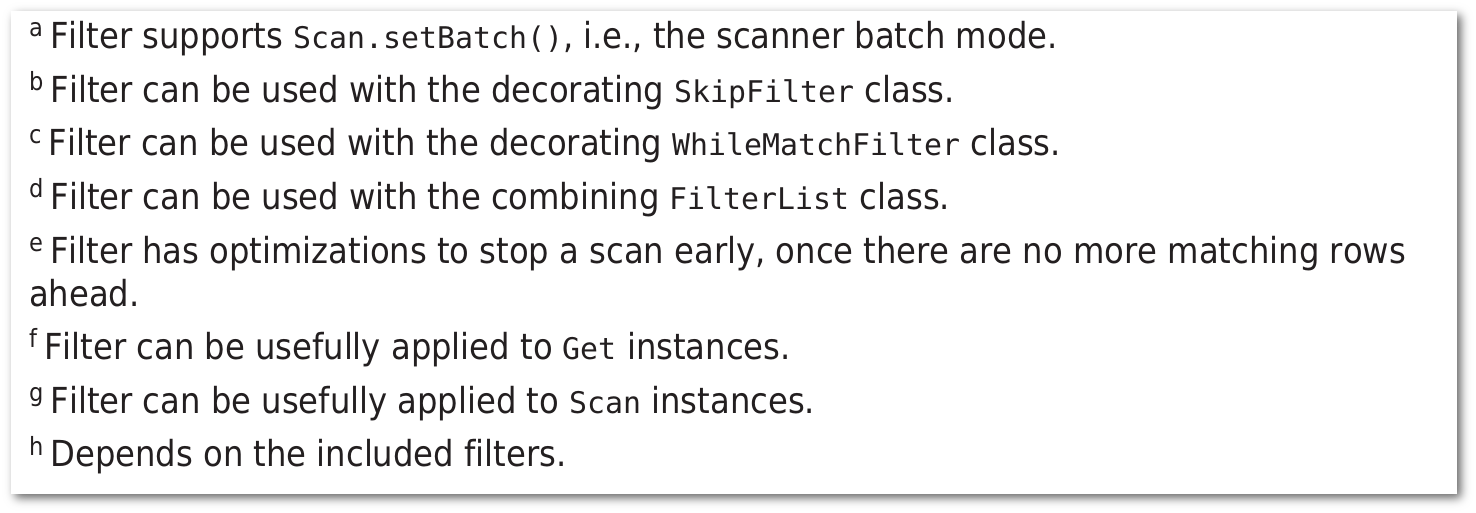 a Filter supports Scan.setBatch(), i.e., the scanner batch mode.
b Filter can be used with the decorating SkipFilter class.
c Filter can be used with the decorating WhileMatchFilter class.
d Filter can be used with the combining FilterList class.
e Filter has optimizations to stop a scan early, once there are no more matching rows
ahead.
f Filter can be usefully applied to Get instances.
g Filter can be usefully applied to Scan instances.
h Depends on the included filters.